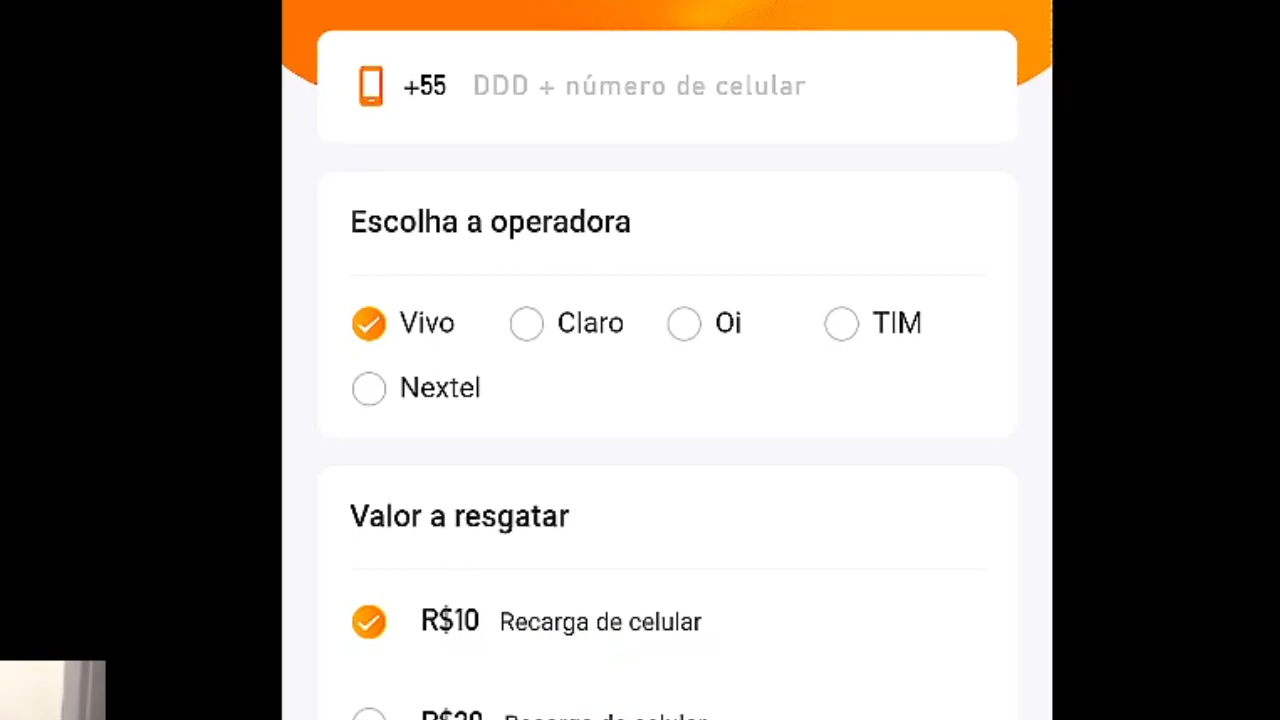 +55 DDD + número de celular
Escolha a operadora
Vivo Claro Oi TIM
Nextel
Valor a resgatar
R$10 Recarga de celular
R$20 Recarga de celular